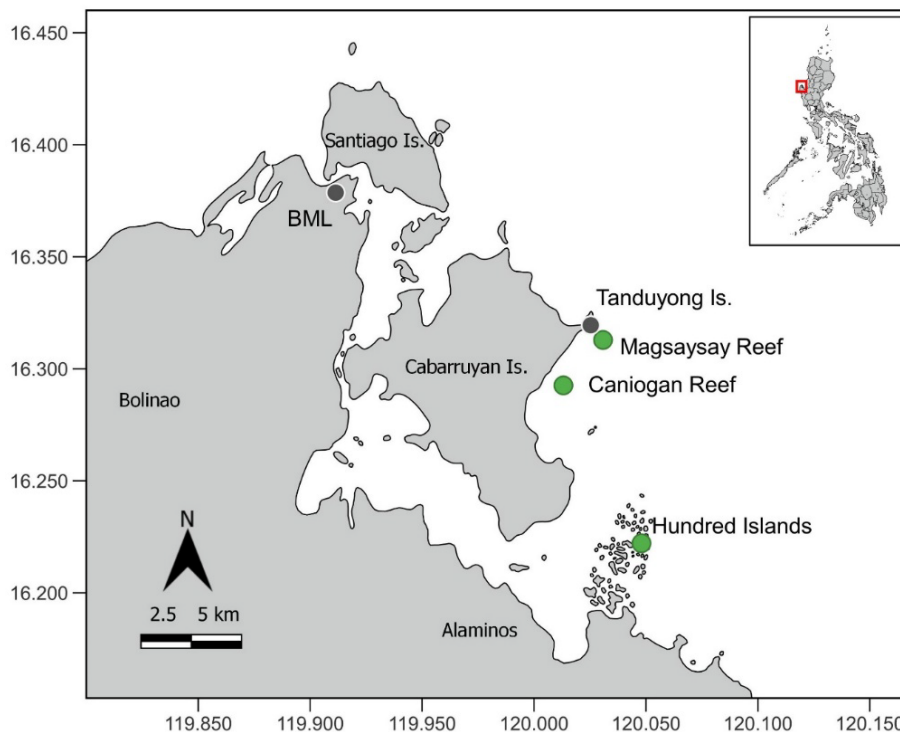 16.450
16.400
16.350
16.300
16.250
16.200
Santiago Is.
BML
Tanduyong Is.
Magsaysay Reef
Cabarruyan Is.
Caniogan Reef
Bolinao
Hundred Islands
N
2.5 5 km
Alaminos
119.850 119.900 119.950 120.000 120.050 120.100 120.150